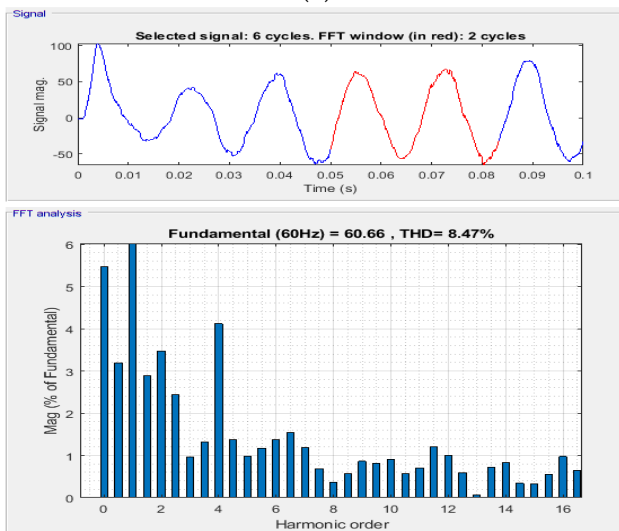 Signal
Selected signal: 6 cycles. FFT window (in red): 2 cycles
Signal mag.
100
50
0
-50
0 0.01 0.02 0.03 0.04 0.05 0.06 0.07 0.08 0.09 0.1
Time (s)
FFT analysis
Fundamental (60Hz) = 60.66 , THD= 8.47%
Mag (% of Fundamental)
6
5
4
3
2
1
0
0 2 4 6 8 10 12 14 16
Harmonic order